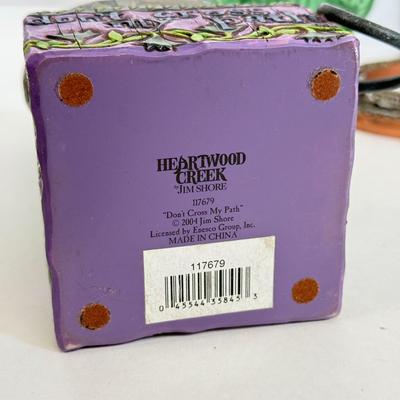 HEARTWOOD
CREEK
by JIM SHORE
117679
"Don't Cross My Path"
© 2004 Jim Shore
Licensed by Enesco Group, Inc.
MADE IN CHINA
117679
0 45544 35845 3